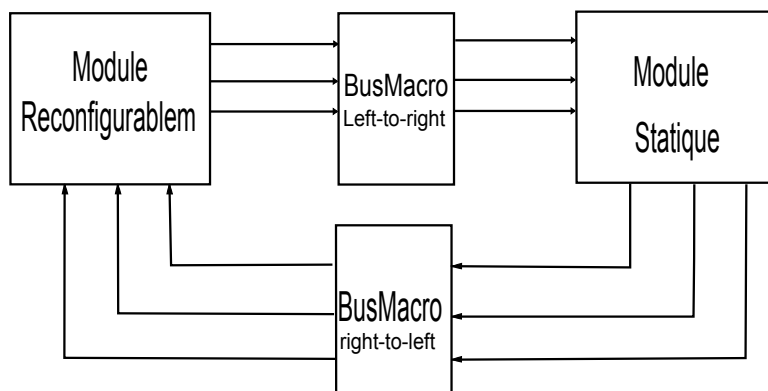 Module
Reconfigurablem
BusMacro
Left-to-right
Module
Statique
BusMacro
right-to-left